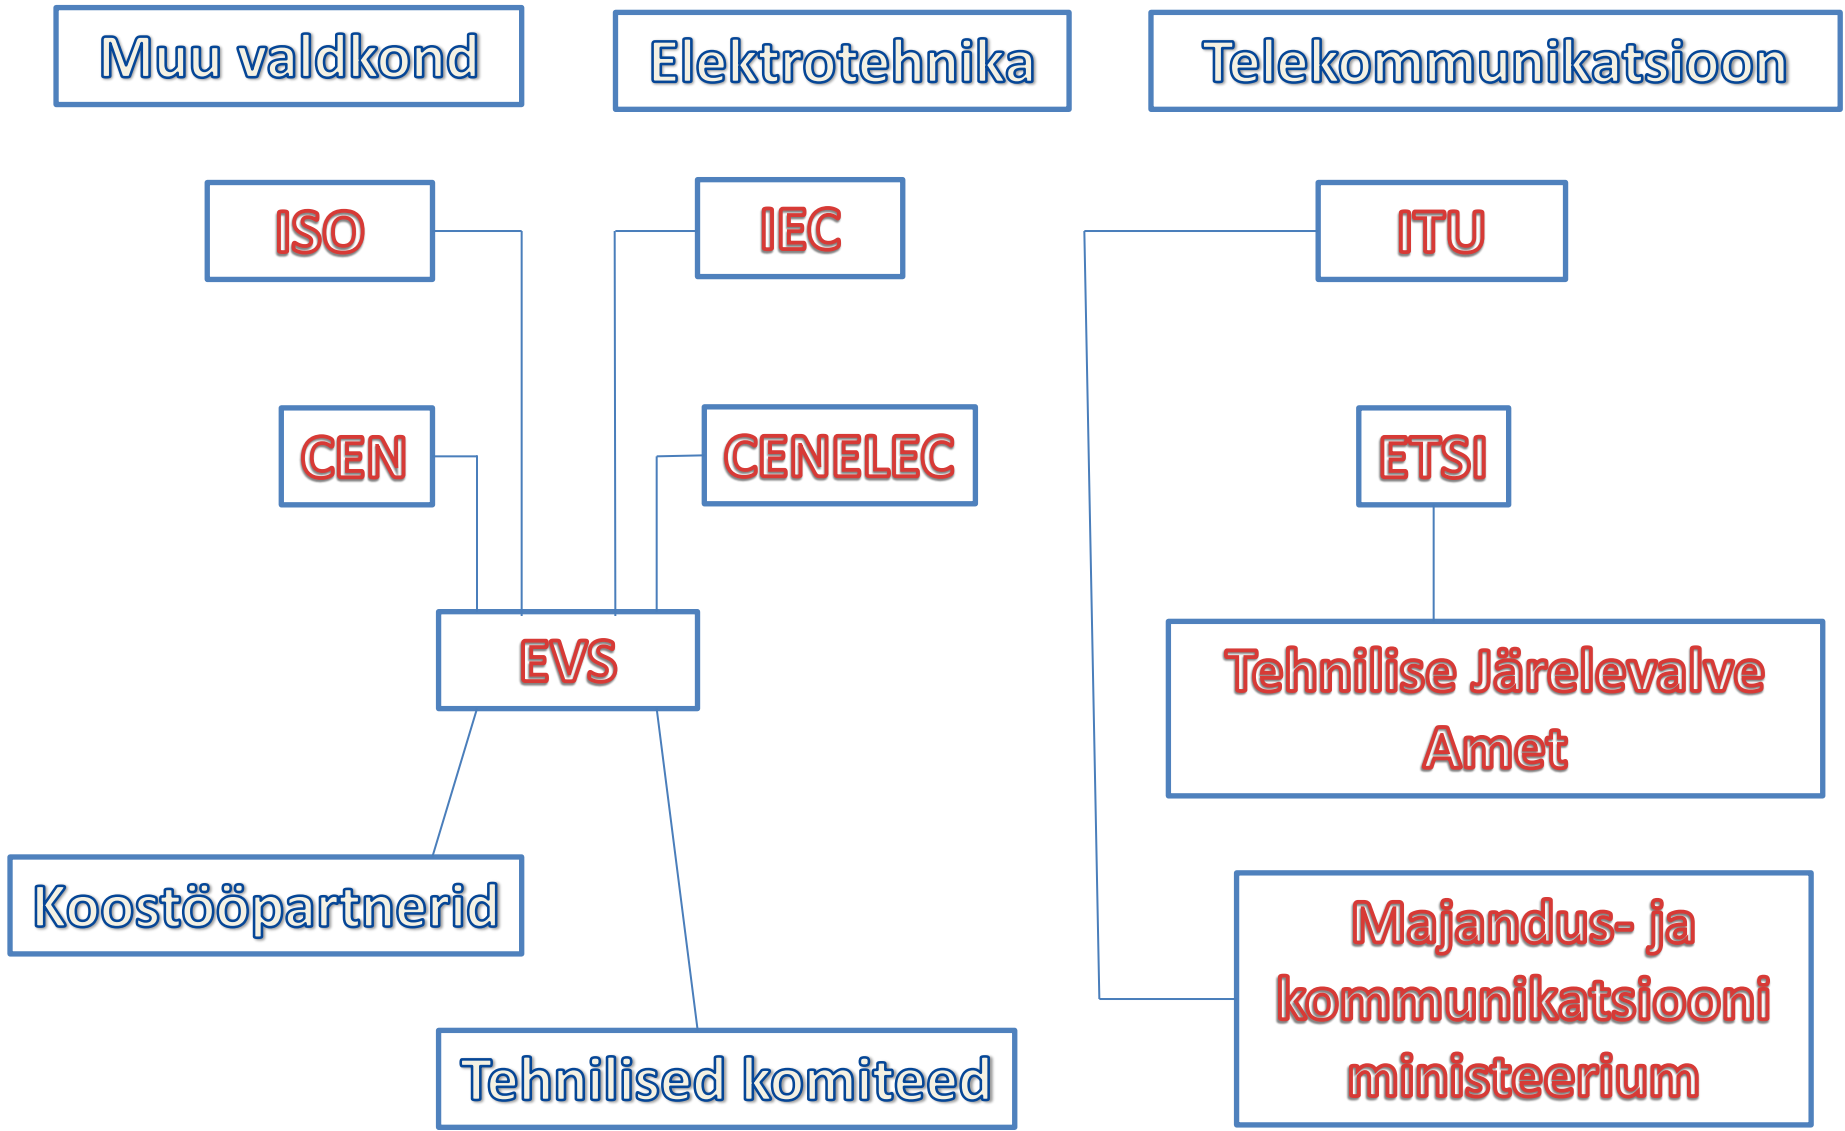 Muu valdkond
Elektrotehnika
Telekommunikatsioon
ISO
IEC
ITU
CEN
CENELEC
ETSI
EVS
Tehnilise Järelevalve
Amet
Koostööpartnerid
Majandus- ja
kommunikatsiooni
ministeerium
Tehnilised komiteed